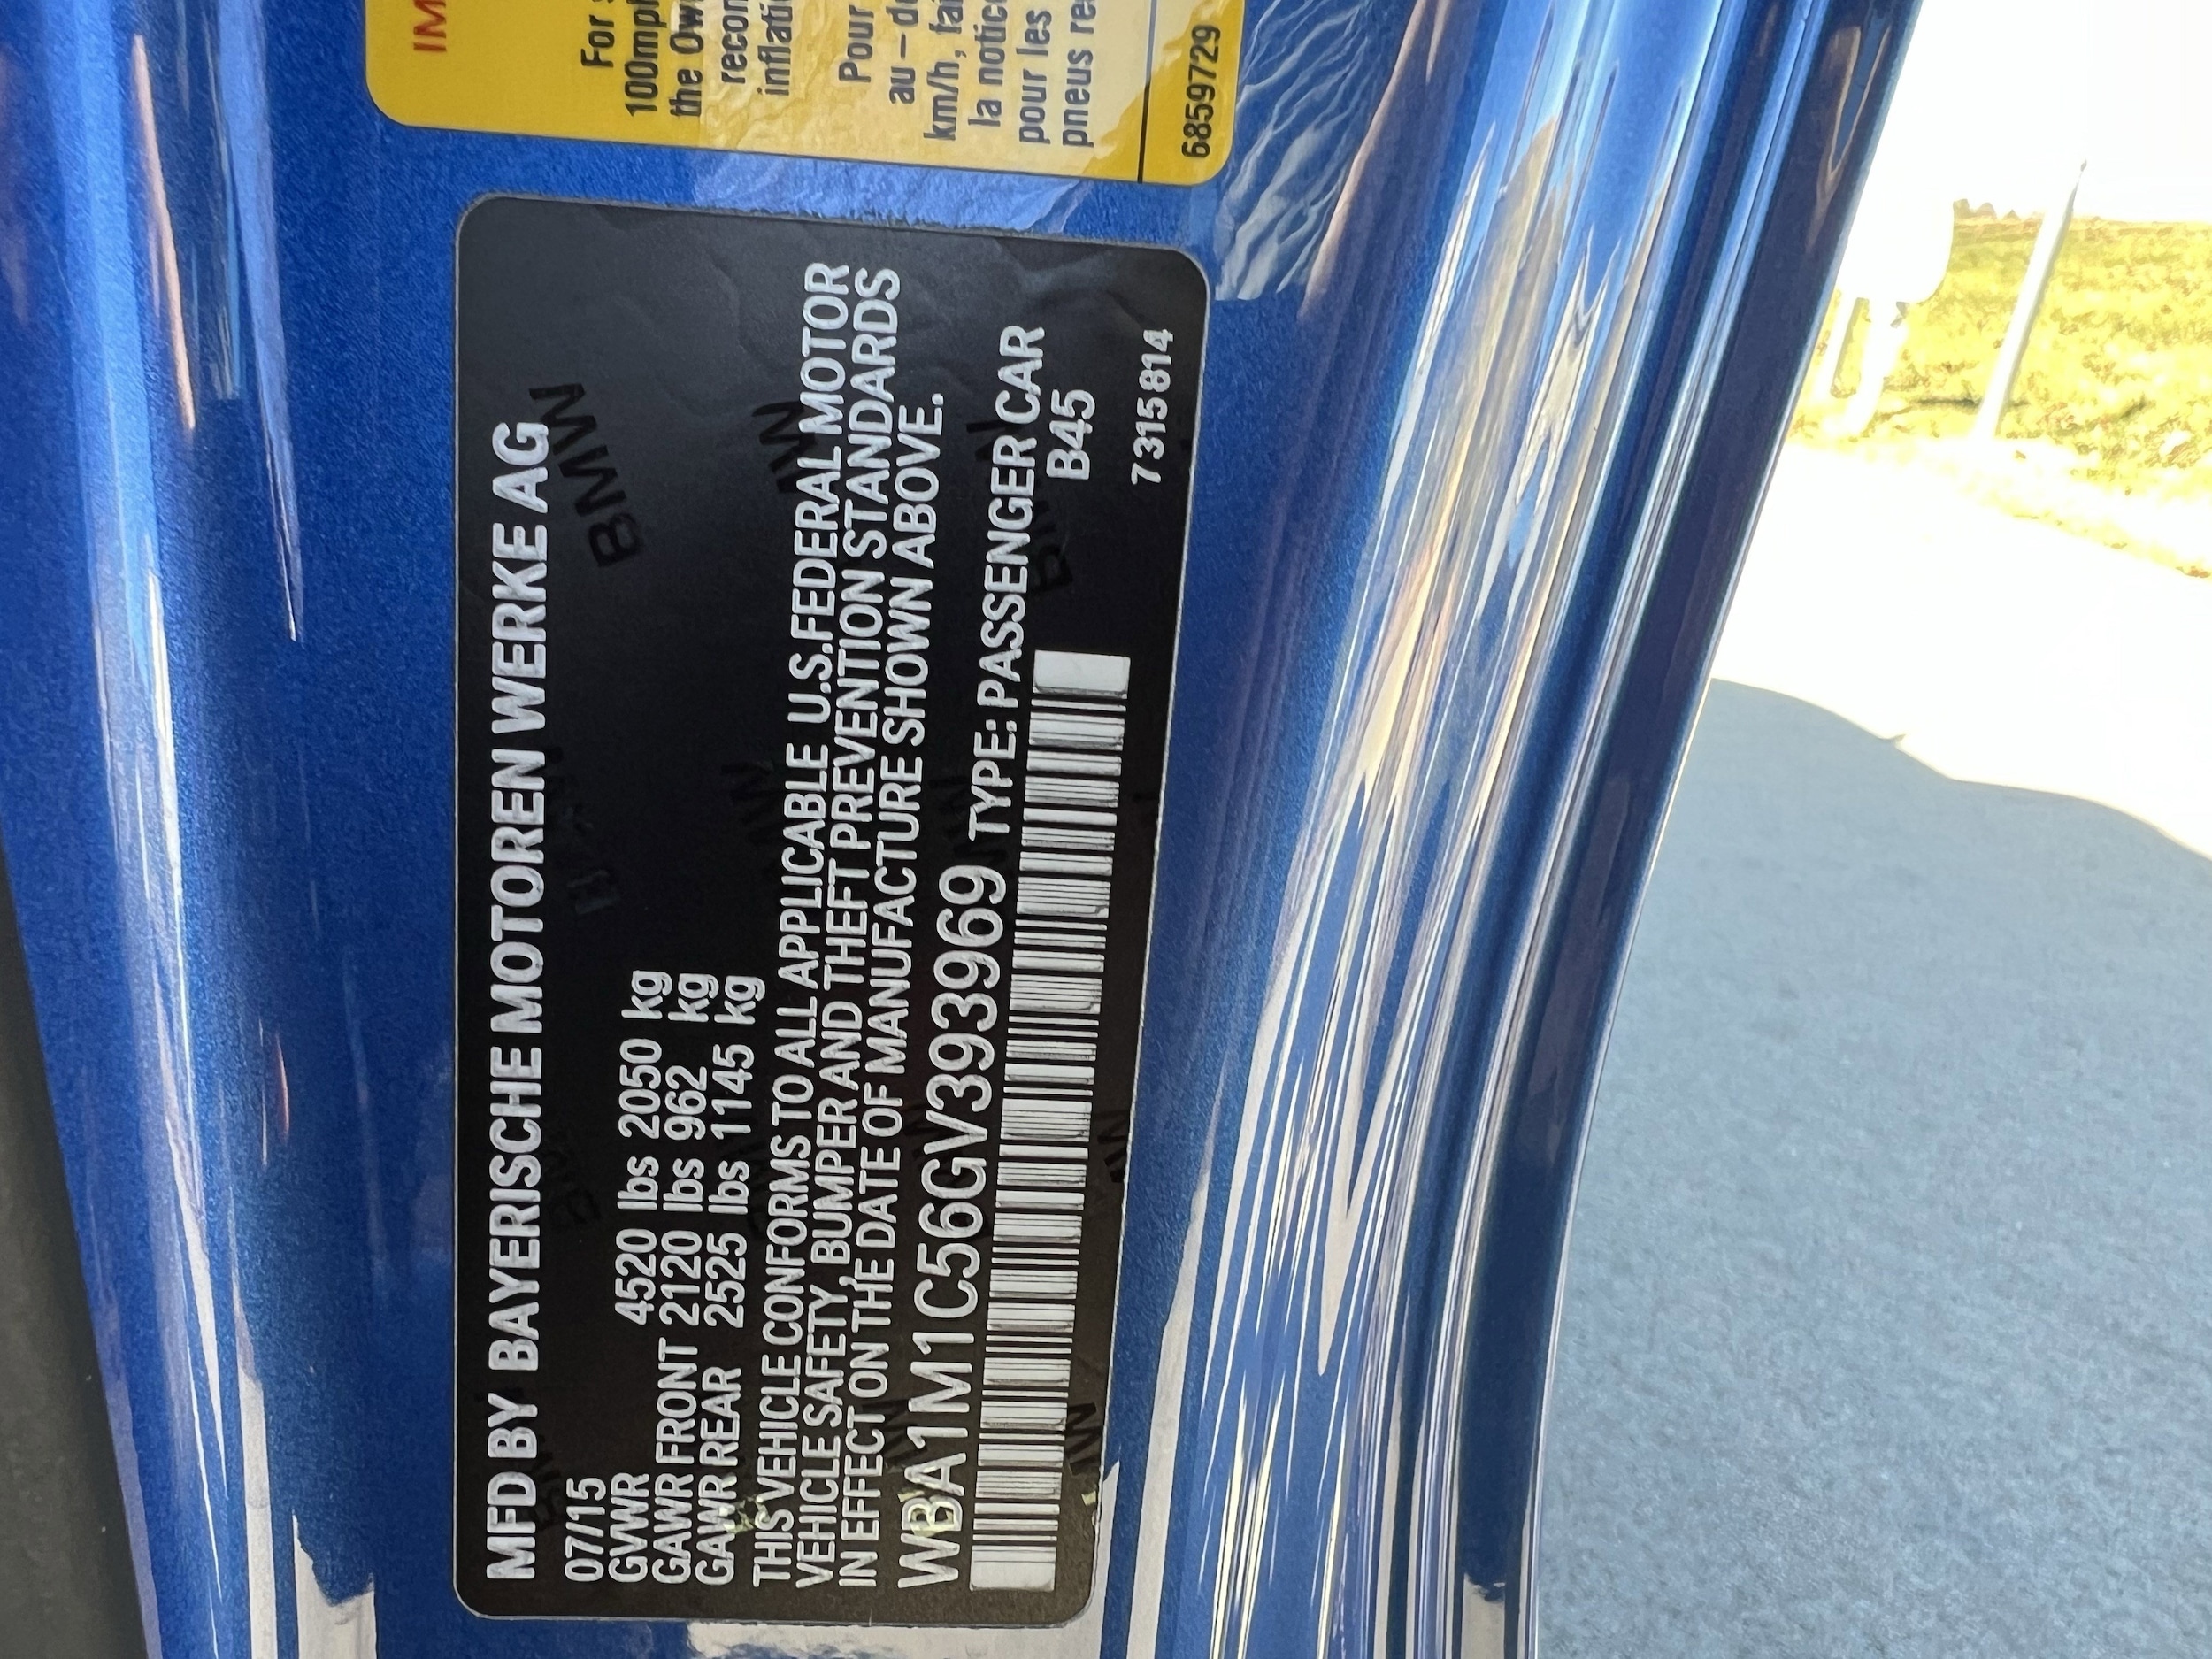 MFD BY BAYERISCHE MOTOREN WERKE AG
07/15
GVWR 4520 lbs 2050 kg
GAWR FRONT 2120 lbs 962 kg
GAWR REAR 2525 lbs 1145 kg
THIS VEHICLE CONFORMS TO ALL APPLICABLE U.S.FEDERAL MOTOR
VEHICLE SAFETY, BUMPER AND THEFT PREVENTION STANDARDS
IN EFFECT ON THE DATE OF MANUFACTURE SHOWN ABOVE.
WBA1M1C56GV393969 TYPE: PASSENGER CAR
B45
7315814
BMW
IM
For
100mph
the Ow
recon
inflati
Pour
au-d
km/h, fai
la notice
pour les
pneus re
6859729